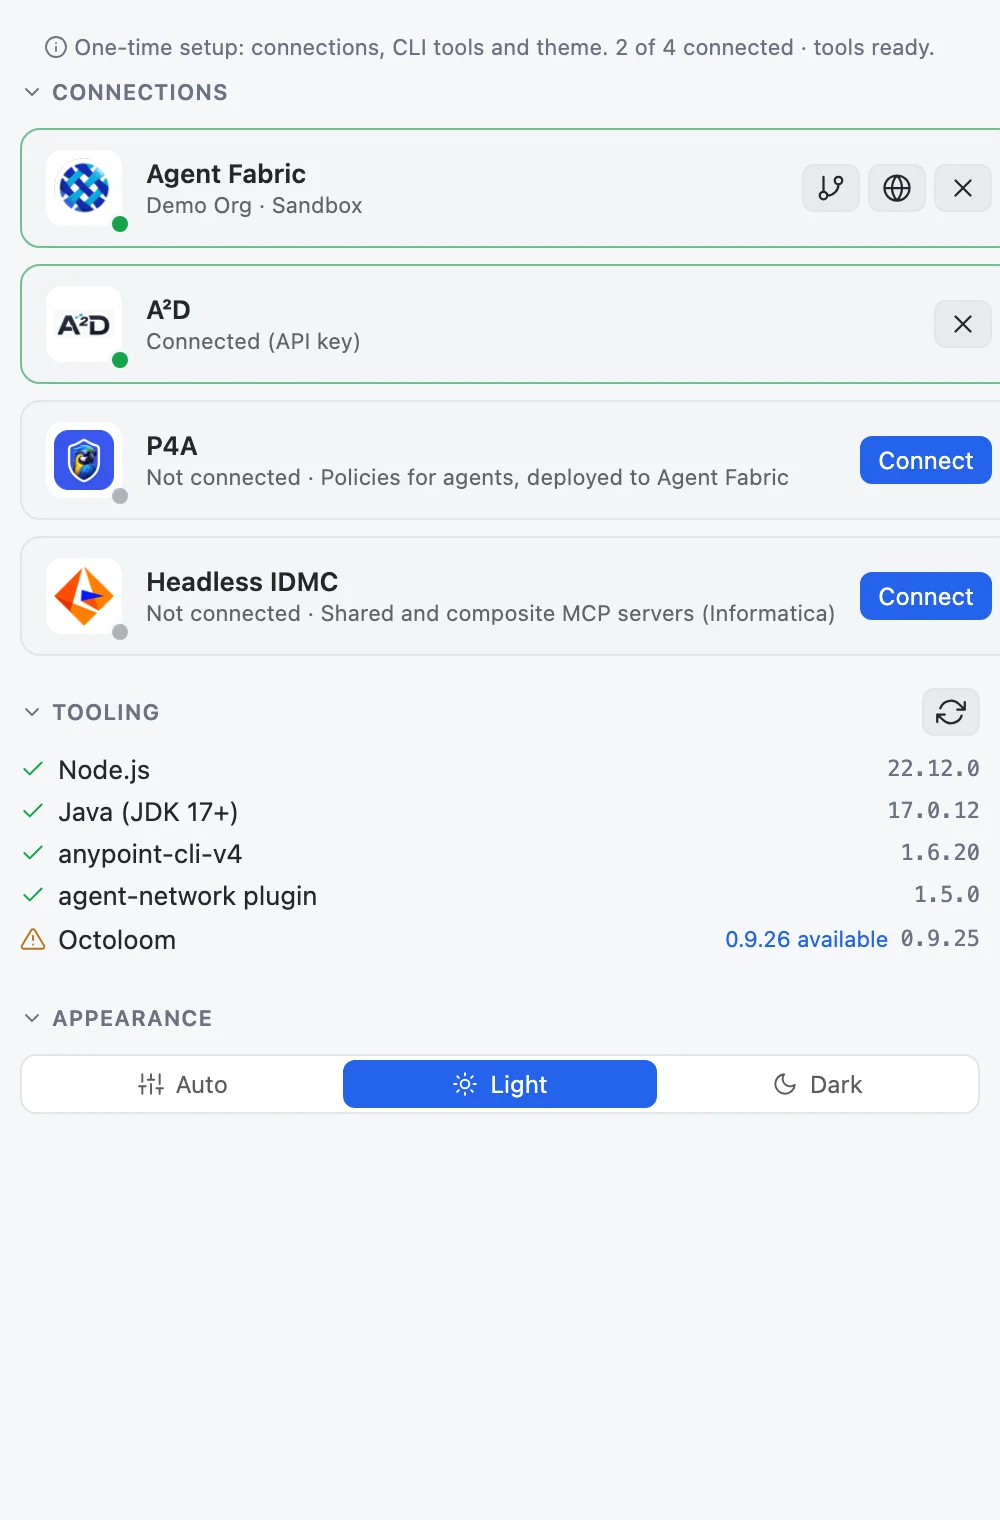 One-time setup: connections, CLI tools and theme. 2 of 4 connected · tools ready.
CONNECTIONS
Agent Fabric
Demo Org · Sandbox
A²D
A²D
Connected (API key)
P4A
Not connected · Policies for agents, deployed to Agent Fabric
Connect
Headless IDMC
Not connected · Shared and composite MCP servers (Informatica)
Connect
TOOLING
Node.js 22.12.0
Java (JDK 17+) 17.0.12
anypoint-cli-v4 1.6.20
agent-network plugin 1.5.0
Octoloom 0.9.26 available 0.9.25
APPEARANCE
Auto Light Dark